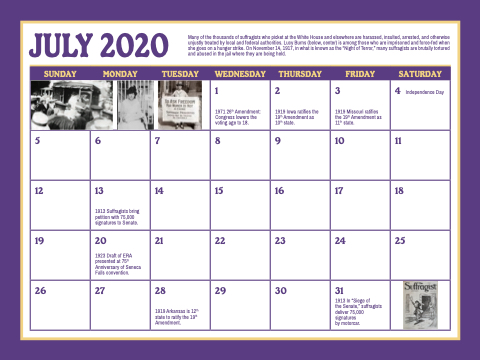 JULY 2020
Many of the thousands of suffragists who picket at the White House and elsewhere are harassed, insulted, arrested, and otherwise
unjustly treated by local and federal authorities. Lucy Burns (below, center) is among those who are imprisoned and force-fed when
she goes on a hunger strike. On November 14, 1917, in what is known as the "Night of Terror," many suffragists are brutally tortured
and abused in the jail where they are being held.
SUNDAY MONDAY TUESDAY WEDNESDAY THURSDAY FRIDAY SATURDAY
1 2 3 4 Independence Day
1971 26th Amendment:
Congress lowers the
voting age to 18.
1919 Iowa ratifies the
19th Amendment as
10th state.
1919 Missouri ratifies
the 19th Amendment as
11th state.
5 6 7 8 9 10 11
12 13 14 15 16 17 18
1913 Suffragists bring
petition with 75,000
signatures to Senate.
19 20 21 22 23 24 25
1923 Draft of ERA
presented at 75th
Anniversary of Seneca
Falls convention.
26 27 28 29 30 31
1919 Arkansas is 12th
state to ratify the 19th
Amendment.
1913 In "Siege of
the Senate," suffragists
deliver 75,000
signatures
by motorcar.
Suffragist